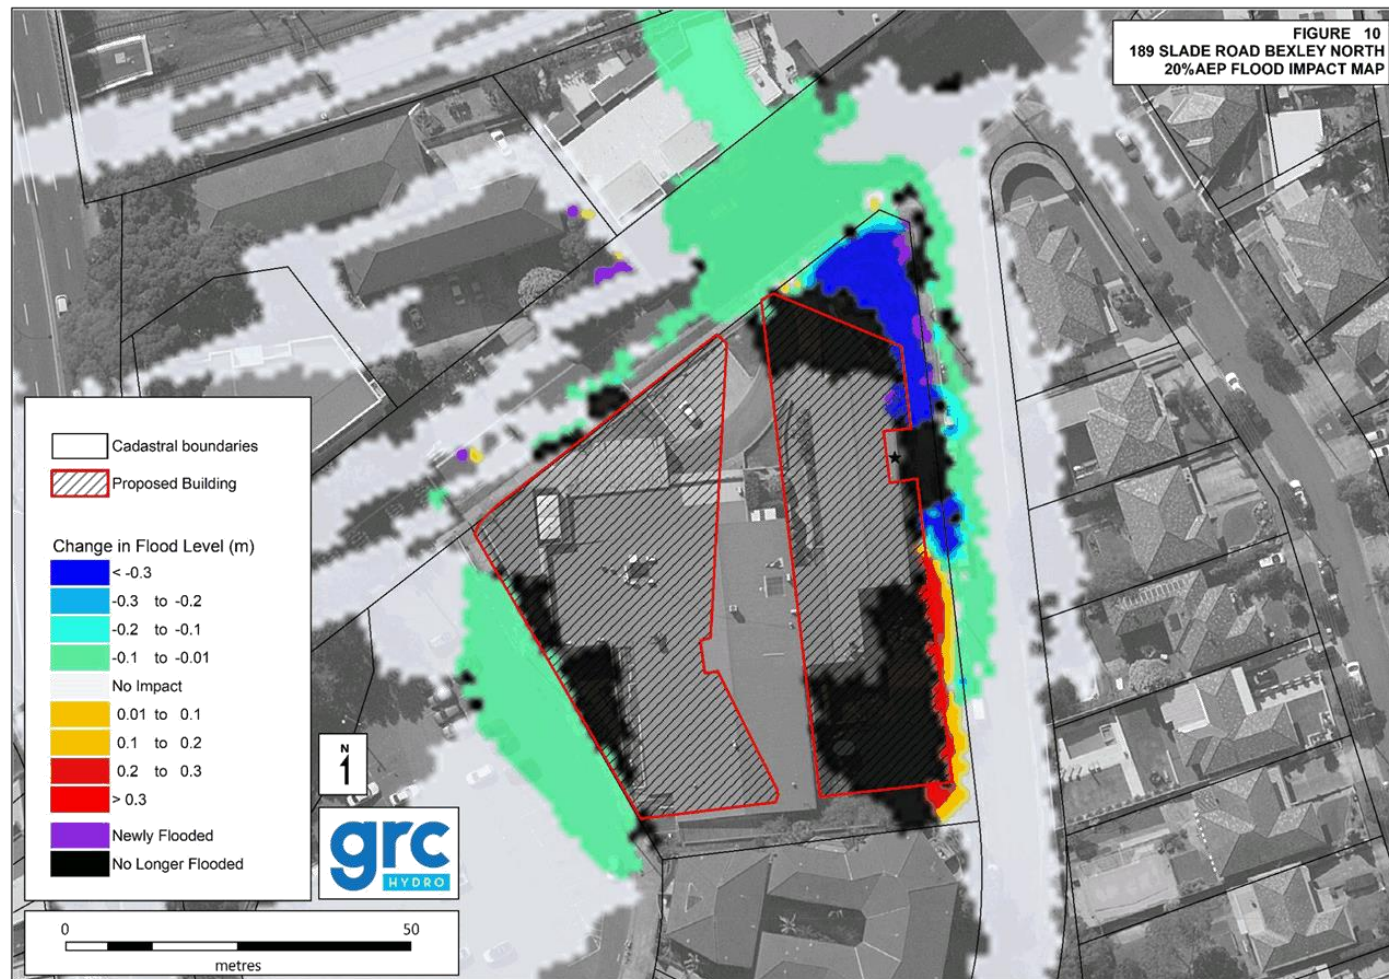 FIGURE 10
189 SLADE ROAD BEXLEY NORTH
20%AEP FLOOD IMPACT MAP
Cadastral boundaries
Proposed Building
Change in Flood Level (m)
< -0.3
-0.3 to -0.2
-0.2 to -0.1
-0.1 to -0.01
No Impact
0.01 to 0.1
0.1 to 0.2
0.2 to 0.3
> 0.3
Newly Flooded
No Longer Flooded
N
grc
HYDRO
0 50
metres